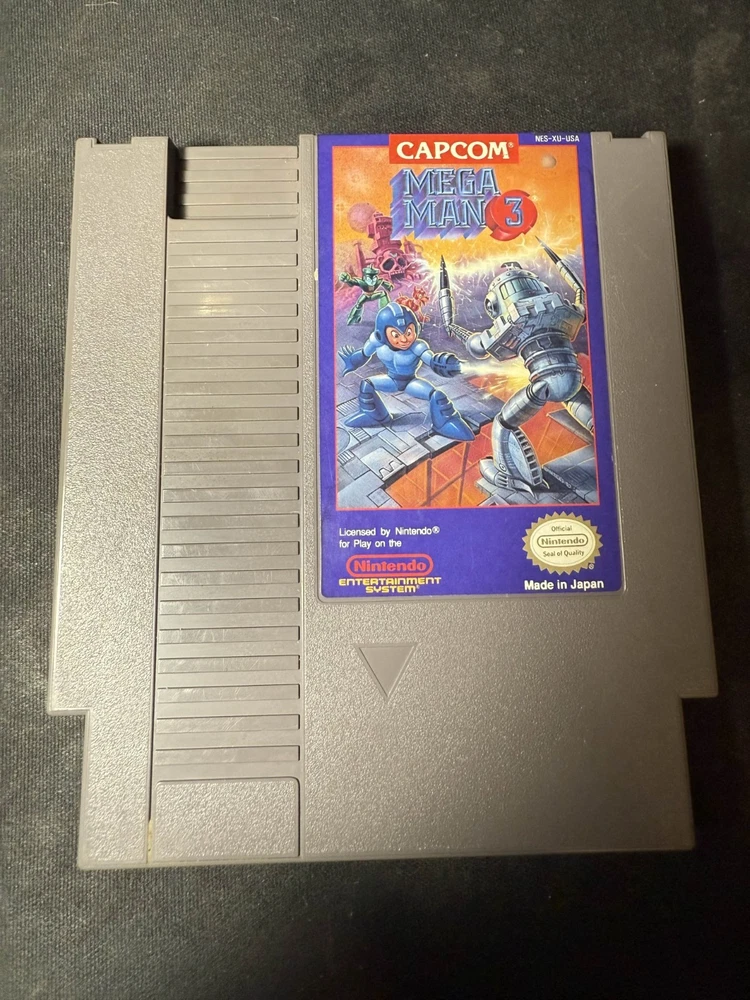 CAPCOM®
NES-XU-USA
MEGA
MAN 3
Licensed by Nintendo®
for Play on the
Nintendo
ENTERTAINMENT
SYSTEM®
Official
Nintendo
Seal of Quality
®
Made in Japan